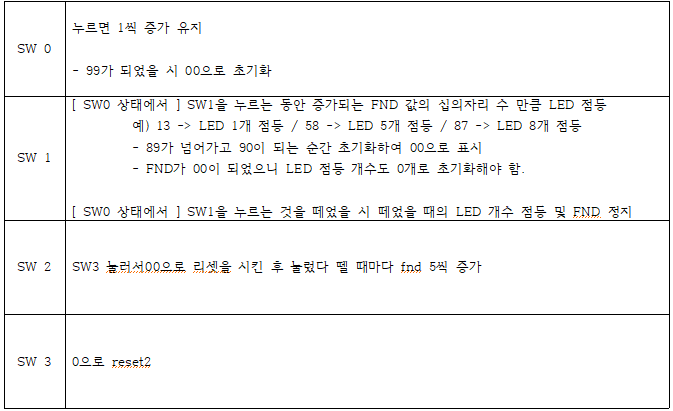 SW 0
누르면 1씩 증가 유지
- 99가 되었을 시 00으로 초기화
SW 1
[ SW0 상태에서 ] SW1을 누르는 동안 증가되는 FND 값의 십의자리 수 만큼 LED 점등
예) 13 -> LED 1개 점등 / 58 -> LED 5개 점등 / 87 -> LED 8개 점등
- 89가 넘어가고 90이 되는 순간 초기화하여 00으로 표시
- FND가 00이 되었으니 LED 점등 개수도 0개로 초기화해야 함.
[ SW0 상태에서 ] SW1을 누르는 것을 떼었을 시 떼었을 때의 LED 개수 점등 및 FND 정지
SW 2
SW3 눌러서00으로 리셋을 시킨 후 눌렀다 뗄 때마다 fnd 5씩 증가
SW 3
0으로 reset2